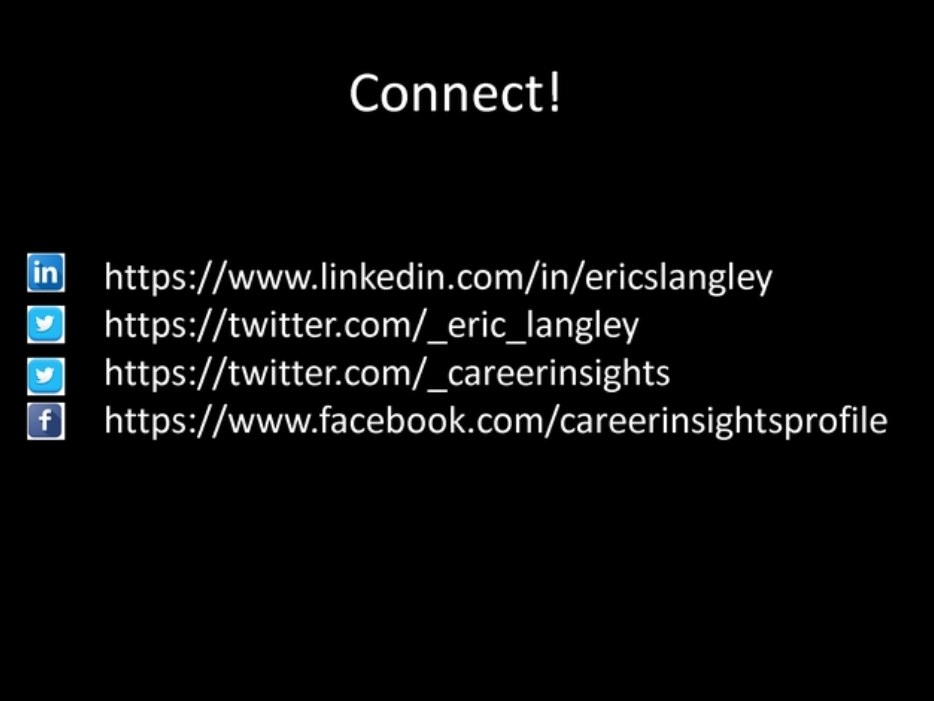 Connect!
in https://www.linkedin.com/in/ericslangley
https://twitter.com/_eric_langley
https://twitter.com/_careerinsights
f https://www.facebook.com/careerinsightsprofile